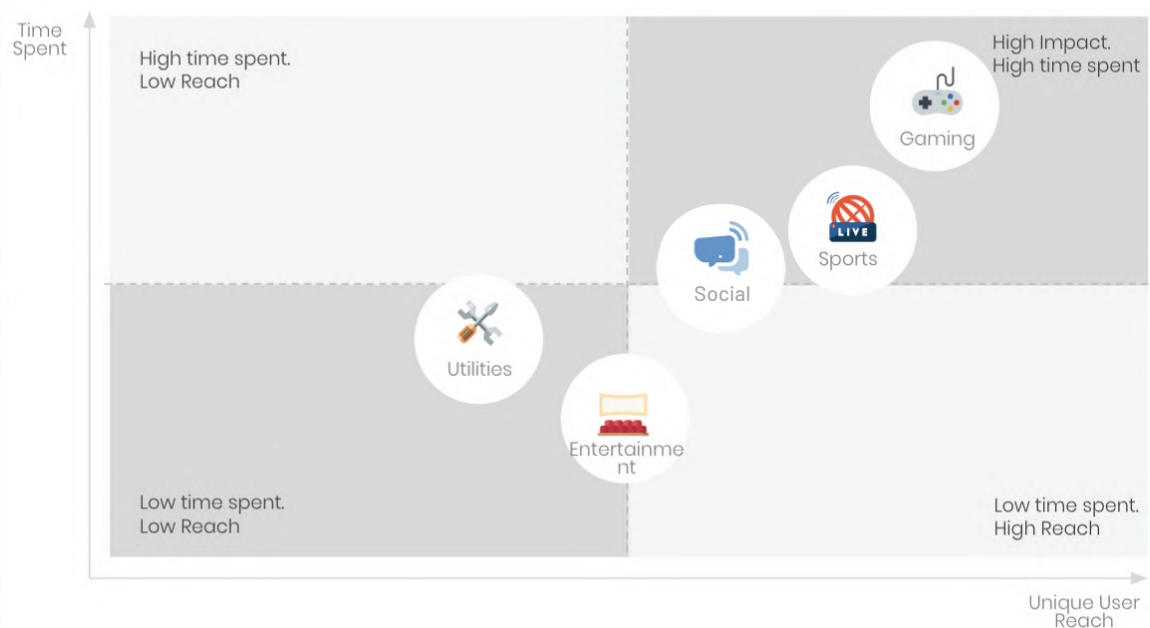 Time
Spent
High time spent.
Low Reach
High Impact.
High time spent
Gaming
LIVE
Sports
Social
Utilities
Entertainme
nt
Low time spent.
Low Reach
Low time spent.
High Reach
Unique User
Reach